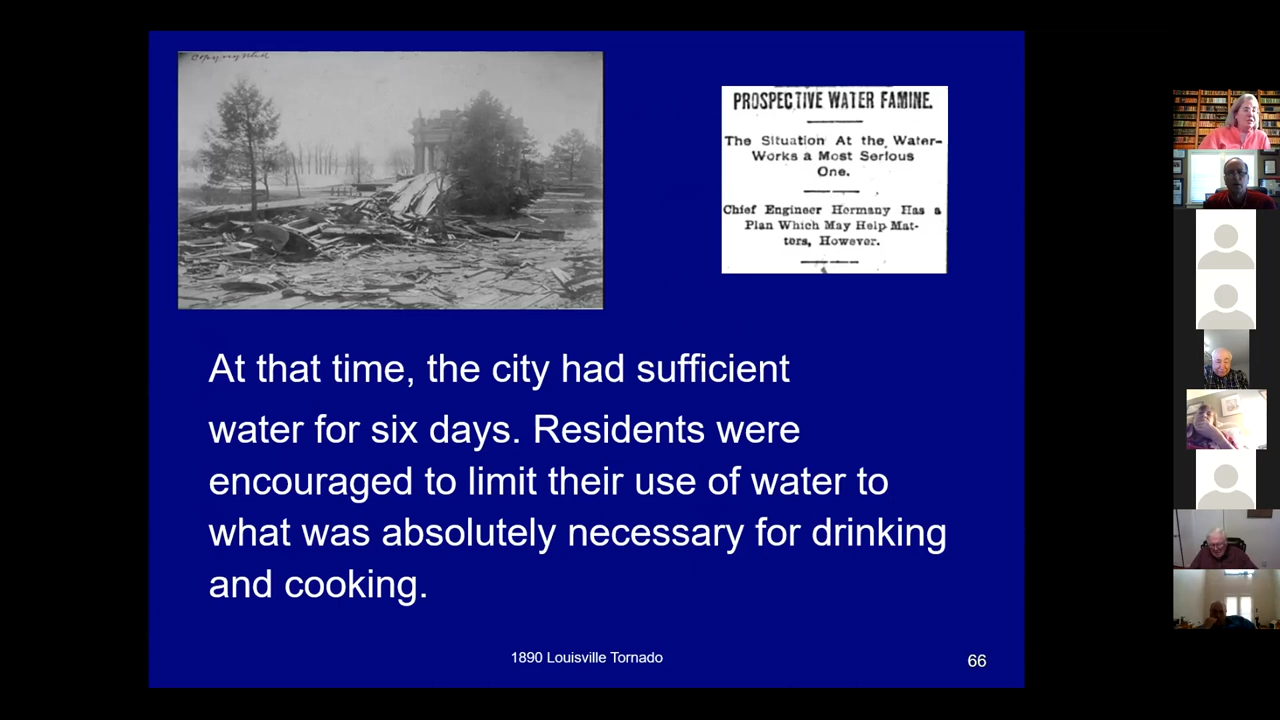 Copyrighted
PROSPECTIVE WATER FAMINE.
The Situation At the Water-
Works a Most Serious
One.
Chief Engineer Hermany Has a
Plan Which May Help Mat-
ters, However.
At that time, the city had sufficient
water for six days. Residents were
encouraged to limit their use of water to
what was absolutely necessary for drinking
and cooking.
1890 Louisville Tornado
66